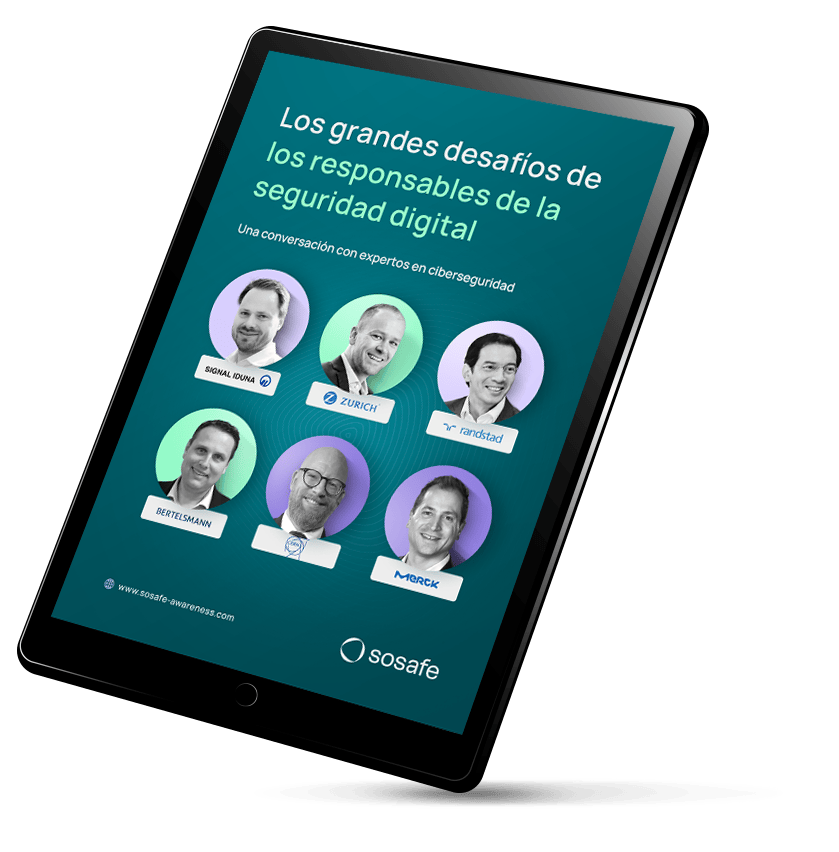 Los grandes desafíos de
los responsables de la
seguridad digital
Una conversación con expertos en ciberseguridad
SIGNAL IDUNA
ZURICH
randstad
BERTELSMANN
CERN
MERCK
www.sosafe-awareness.com
sosafe